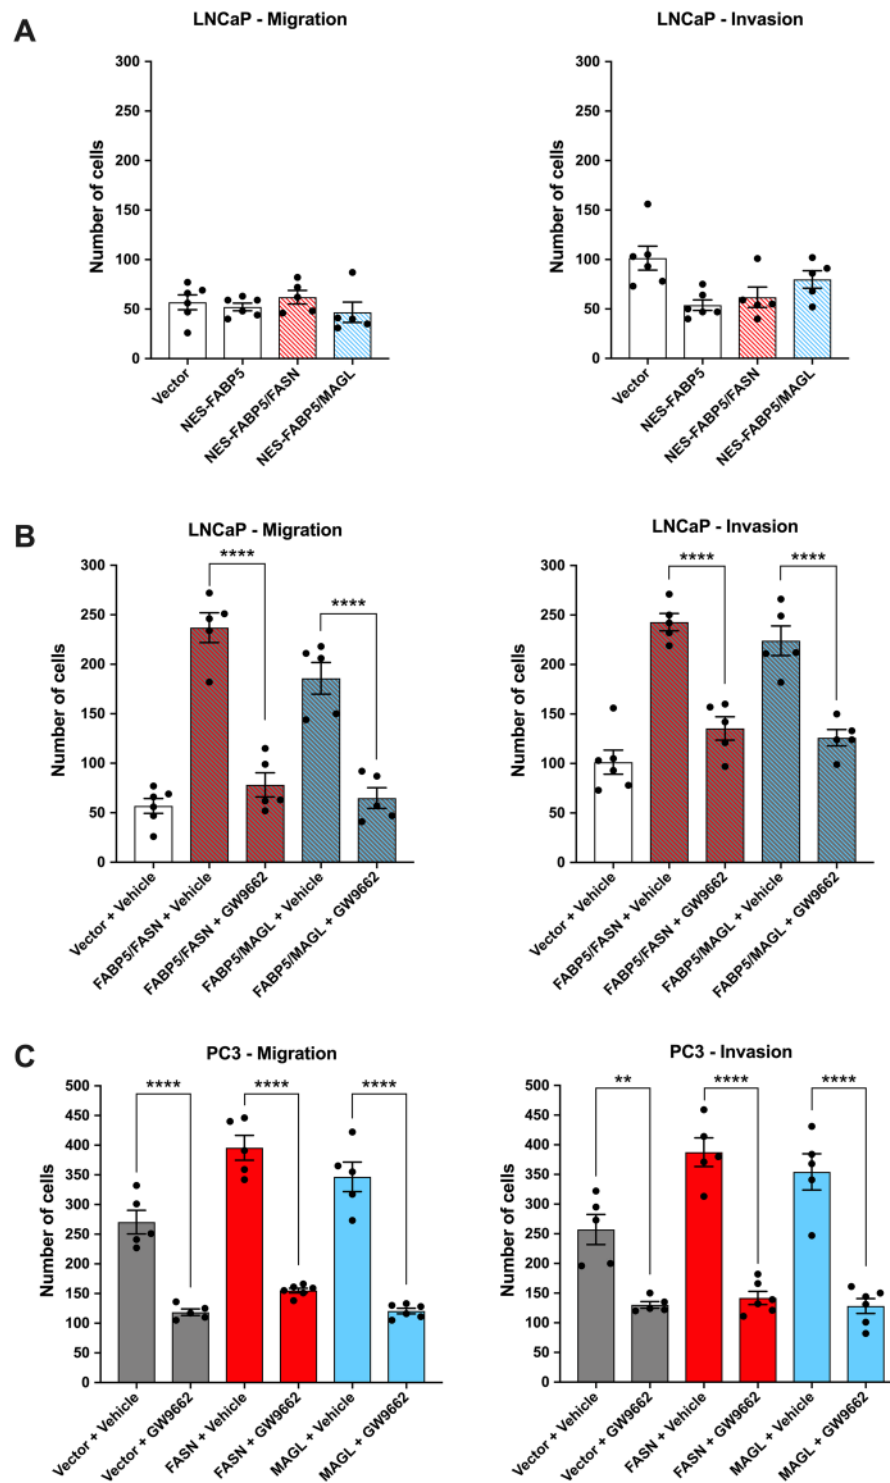 A
LNCaP - Migration
Number of cells
300
250
200
150
100
50
0
Vector
NES-FABP5
NES-FABP5/FASN
NES-FABP5/MAGL
LNCaP - Invasion
Number of cells
300
250
200
150
100
50
0
Vector
NES-FABP5
NES-FABP5/FASN
NES-FABP5/MAGL
B
LNCaP - Migration
Number of cells
300
250
200
150
100
50
0
****
****
Vector + Vehicle
FABP5/FASN + Vehicle
FABP5/FASN + GW9662
FABP5/MAGL + Vehicle
FABP5/MAGL + GW9662
LNCaP - Invasion
Number of cells
300
250
200
150
100
50
0
****
****
Vector + Vehicle
FABP5/FASN + Vehicle
FABP5/FASN + GW9662
FABP5/MAGL + Vehicle
FABP5/MAGL + GW9662
C
PC3 - Migration
Number of cells
500
450
400
350
300
250
200
150
100
50
0
****
****
****
Vector + Vehicle
Vector + GW9662
FASN + Vehicle
FASN + GW9662
MAGL + Vehicle
MAGL + GW9662
PC3 - Invasion
Number of cells
500
450
400
350
300
250
200
150
100
50
0
**
****
****
Vector + Vehicle
Vector + GW9662
FASN + Vehicle
FASN + GW9662
MAGL + Vehicle
MAGL + GW9662